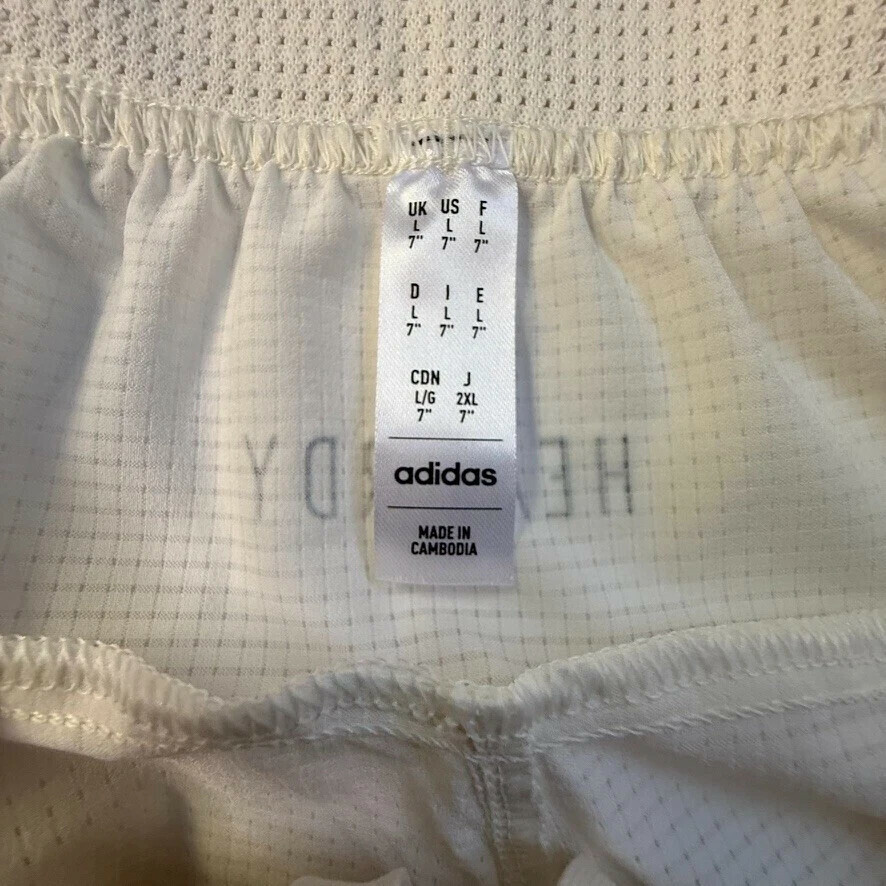 UK US F
L L L
7" 7" 7"
D I E
L L L
7" 7" 7"
CDN J
L/G 2XL
7" 7"
adidas
MADE IN
CAMBODIA